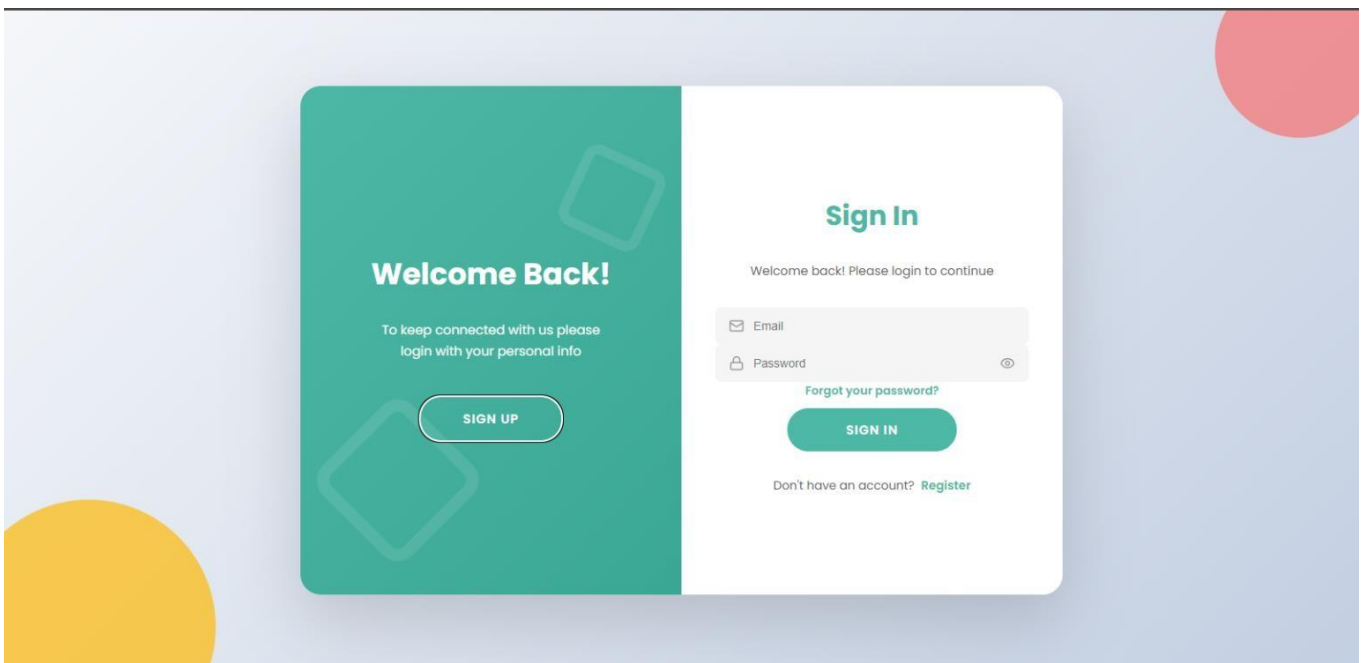 Welcome Back!
To keep connected with us please
login with your personal info
SIGN UP
Sign In
Welcome back! Please login to continue
Email
Password
Forgot your password?
SIGN IN
Don't have an account? Register